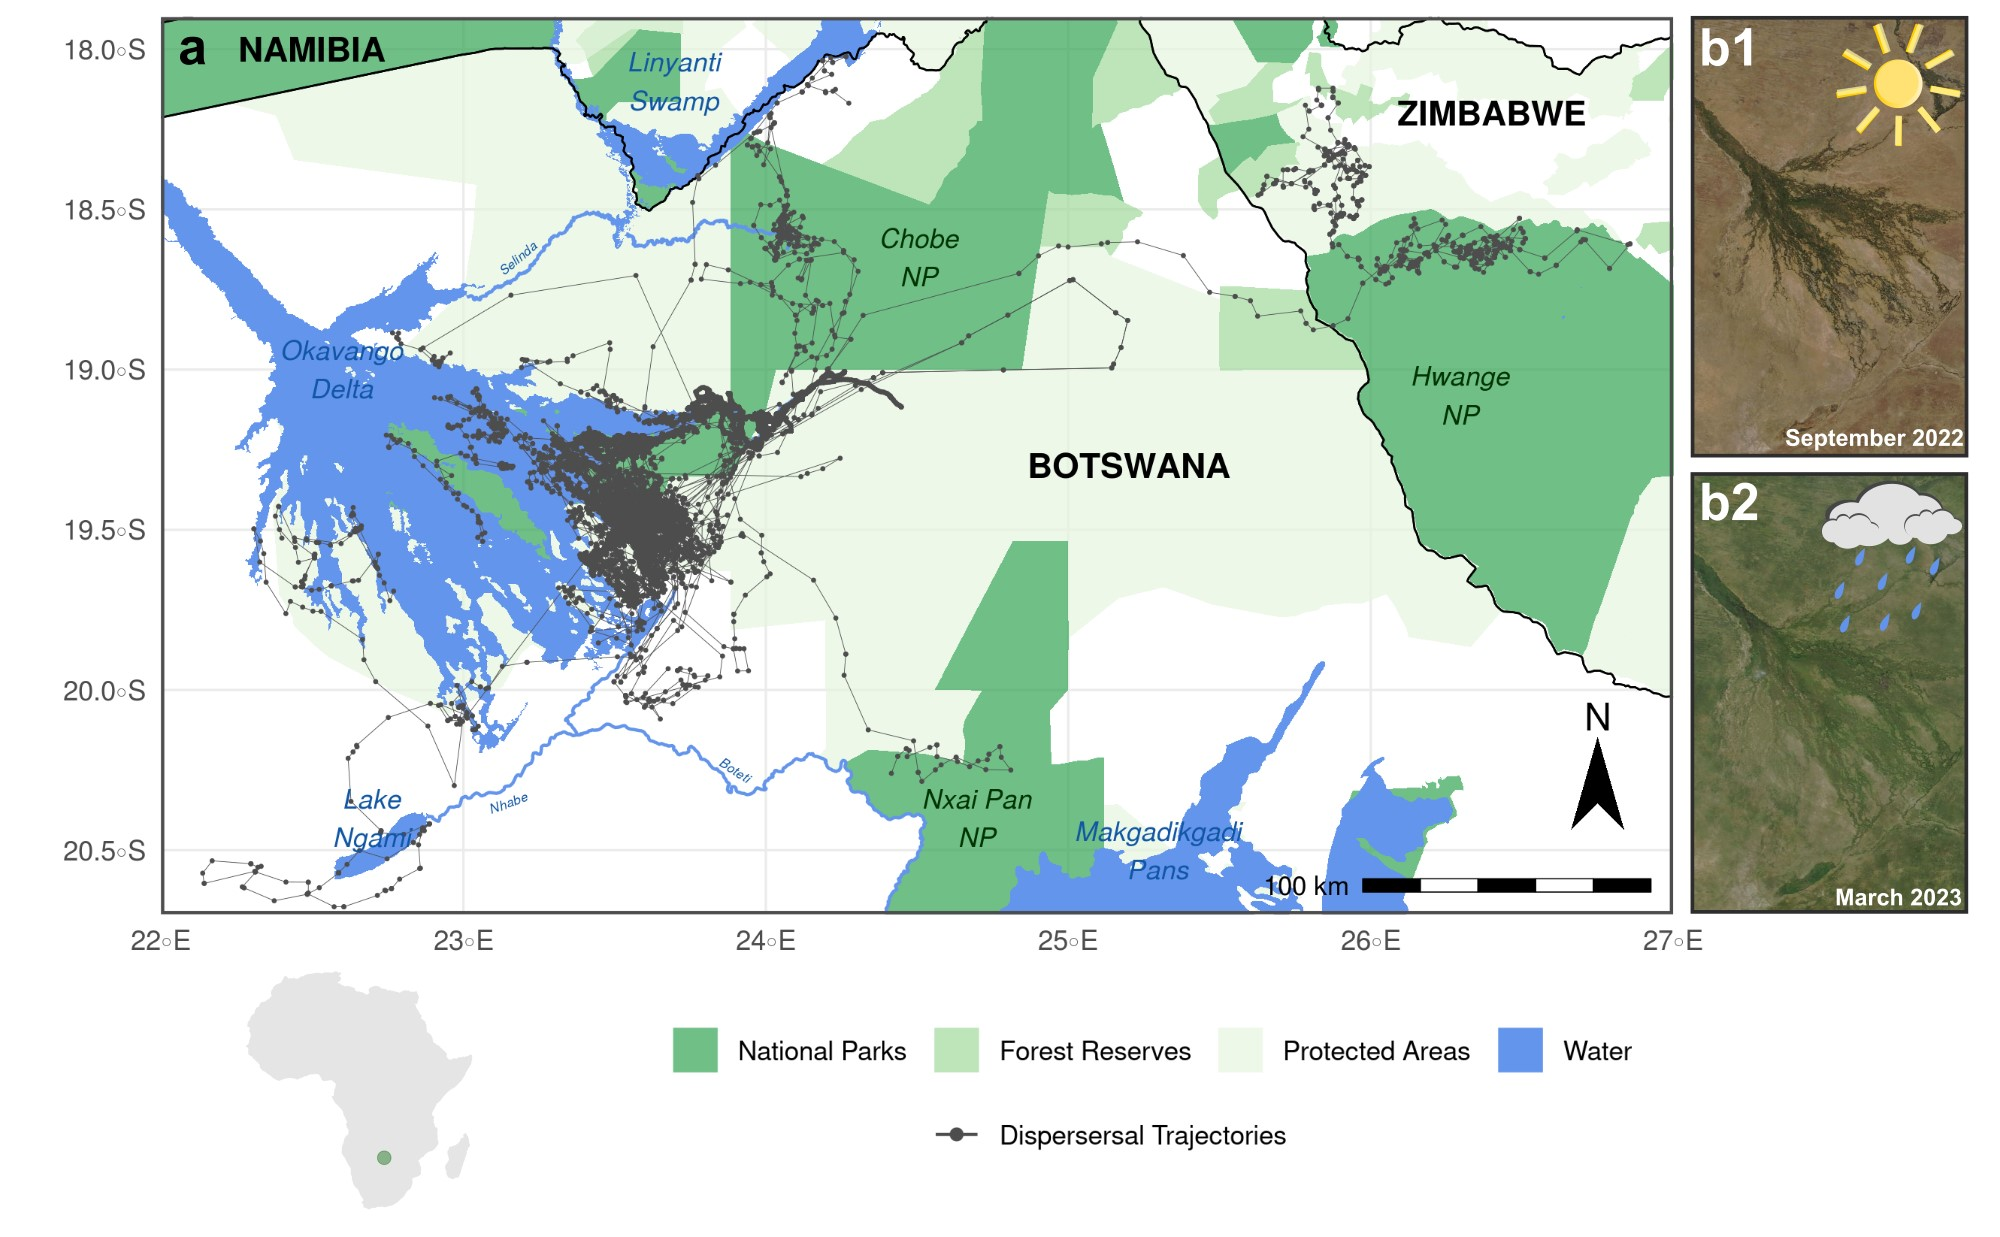 a
NAMIBIA
Linyanti
Swamp
ZIMBABWE
Chobe
NP
Selinda
Okavango
Delta
Hwange
NP
BOTSWANA
N
Boteti
Nhabe
Lake
Ngami
Nxai Pan
NP
Makgadikgadi
Pans
100 km
18.0°S
18.5°S
19.0°S
19.5°S
20.0°S
20.5°S
22°E
23°E
24°E
25°E
26°E
27°E
b1
September 2022
b2
March 2023
National Parks
Forest Reserves
Protected Areas
Water
Dispersersal Trajectories